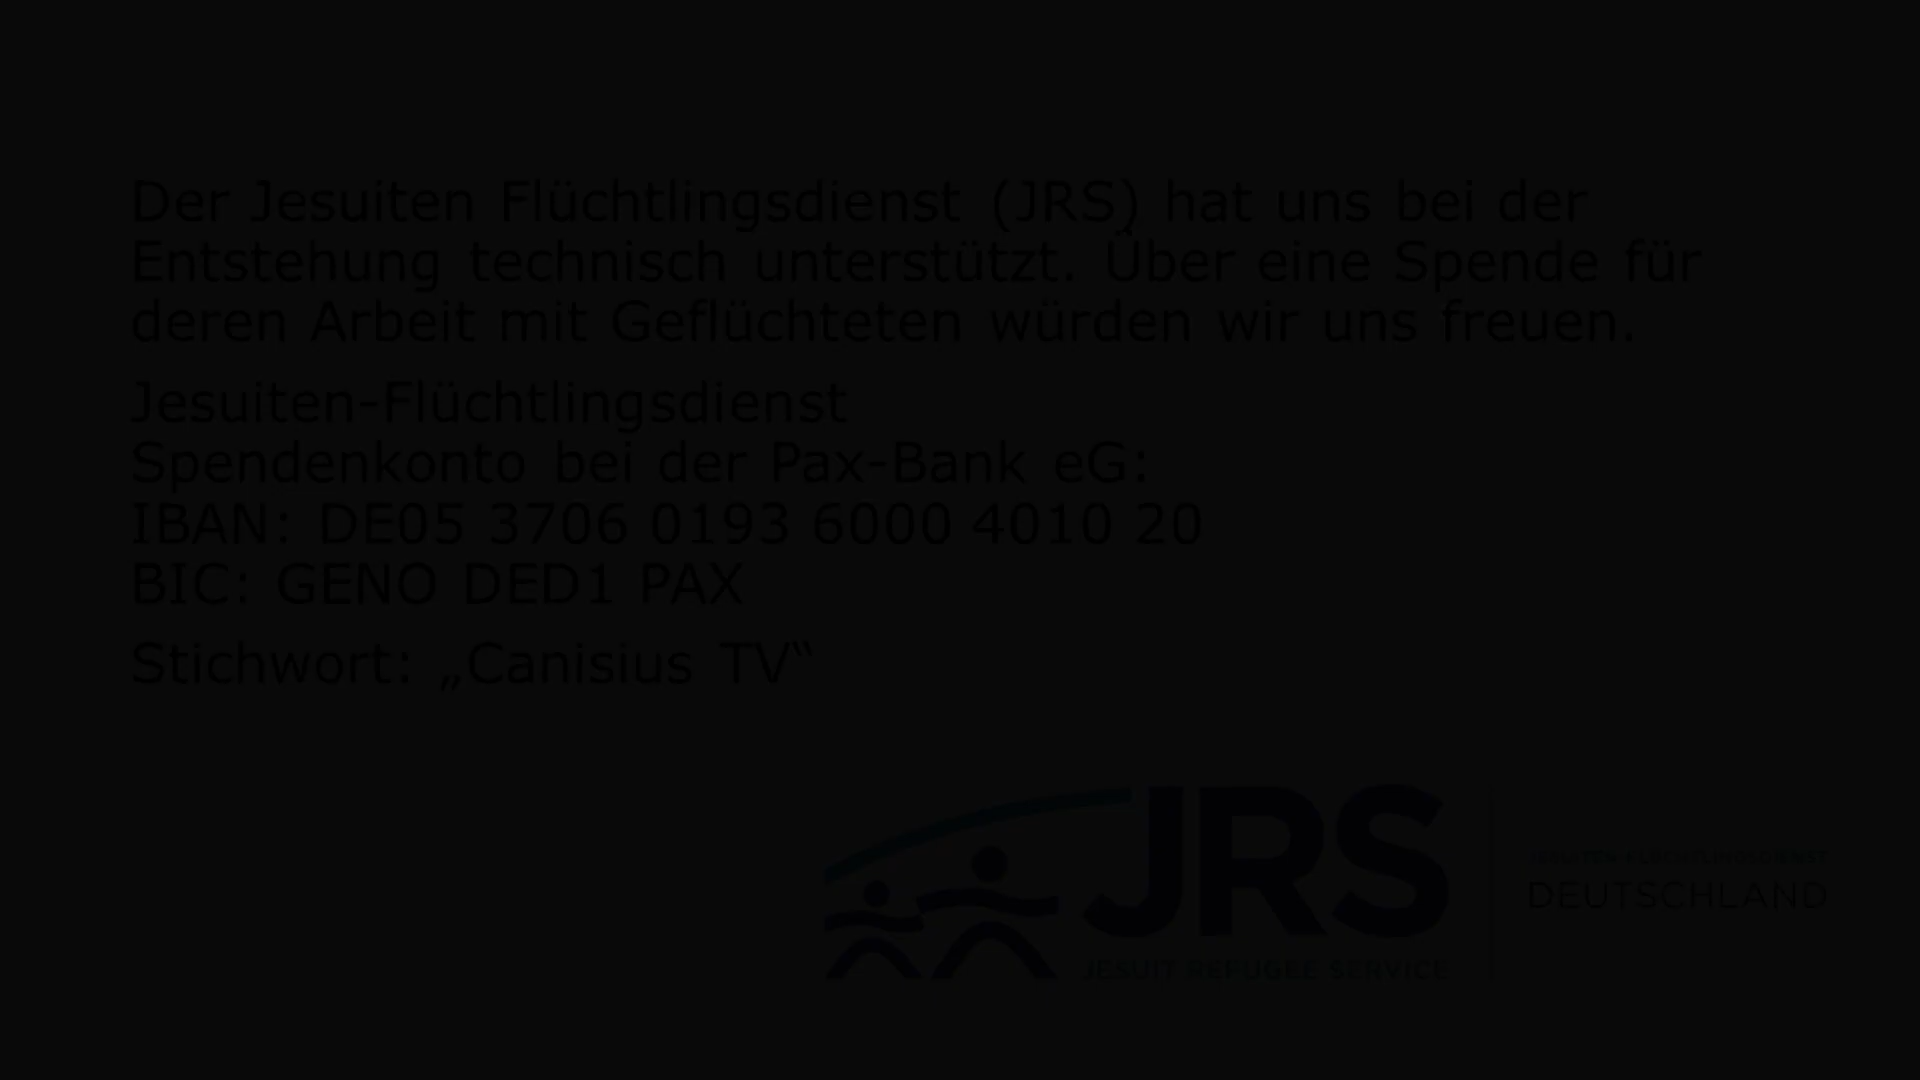 Der Jesuiten Flüchtlingsdienst (JRS) hat uns bei der
Entstehung technisch unterstützt. Über eine Spende für
deren Arbeit mit Geflüchteten würden wir uns freuen.
Jesuiten-Flüchtlingsdienst
Spendenkonto bei der Pax-Bank eG:
IBAN: DE05 3706 0193 6000 4010 20
BIC: GENO DED1 PAX
Stichwort: „Canisius TV“
JRS
JESUIT REFUGEE SERVICE
JESUITEN-FLÜCHTLINGSDIENST
DEUTSCHLAND